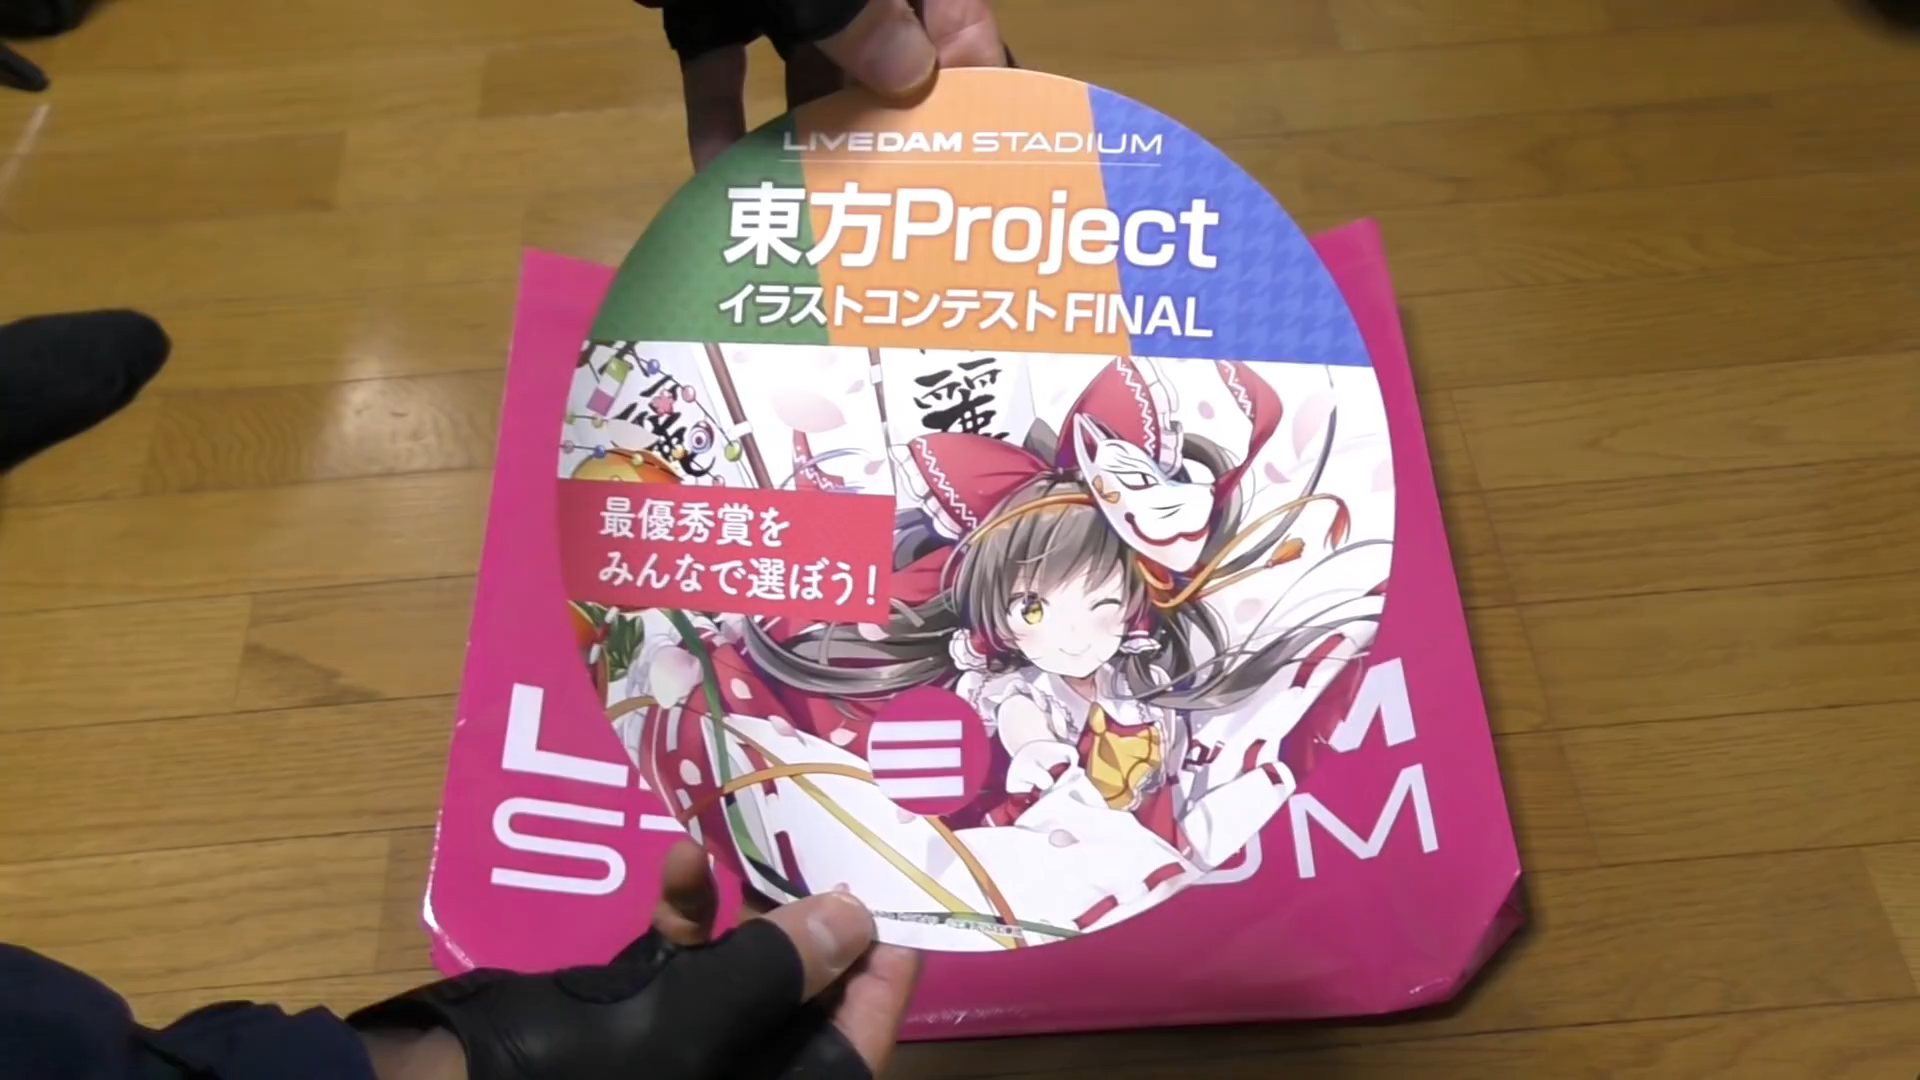 LIVE DAM STADIUM
東方Project
イラストコンテストFINAL
麗
最優秀賞を
みんなで選ぼう!